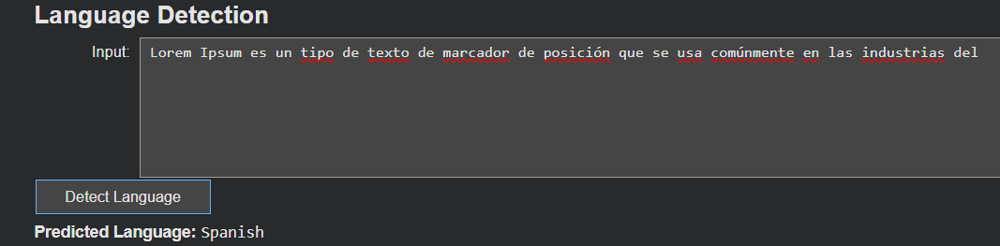 Language Detection
Input: Lorem Ipsum es un tipo de texto de marcador de posición que se usa comúnmente en las industrias del
Detect Language
Predicted Language: Spanish